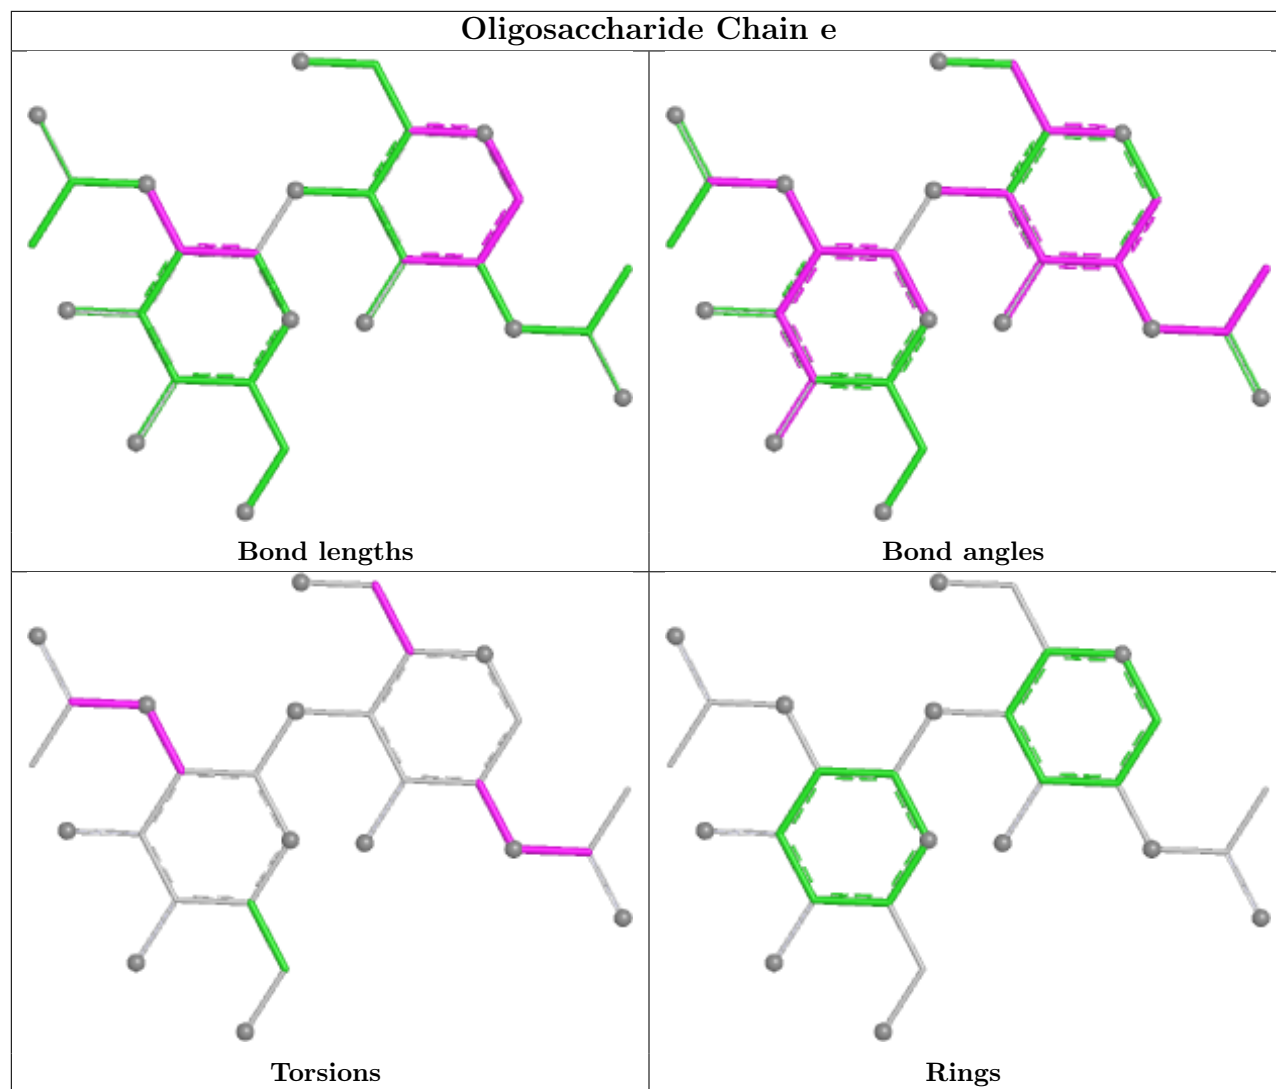 Oligosaccharide Chain e
Bond lengths
Bond angles
Torsions
Rings